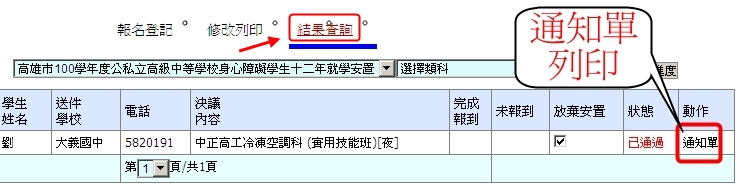 報名登記 修改列印 結果查詢
通知單
列印
高雄市100學年度公私立高級中等學校身心障礙學生十二年就學安置 選擇類科 度
學生姓名 送件學校 電話 決議內容 完成報到 未報到 放棄安置 狀態 動作
劉 大義國中 5820191 中正高工冷凍空調科 (實用技能班)[夜] 已通過 通知單
第 1 頁/共1頁